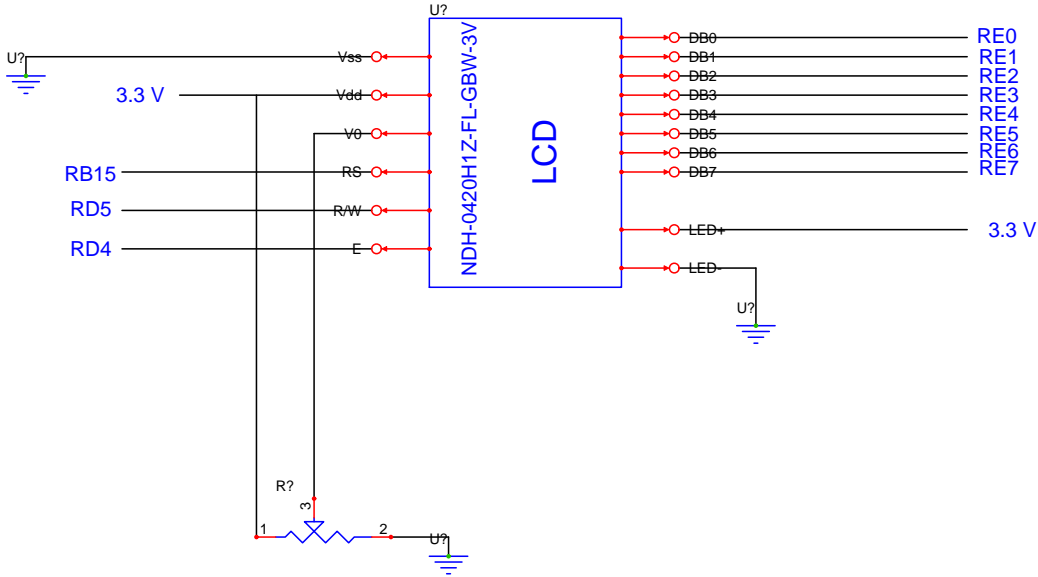 U?
U?
Vss
3.3 V
Vdd
V0
RB15
RS
RD5
R/W
RD4
E
NDH-0420H1Z-FL-GBW-3V
LCD
DB0
RE0
DB1
RE1
DB2
RE2
DB3
RE3
DB4
RE4
DB5
RE5
DB6
RE6
DB7
RE7
LED+
3.3 V
LED-
U?
R?
3
1
2
U?